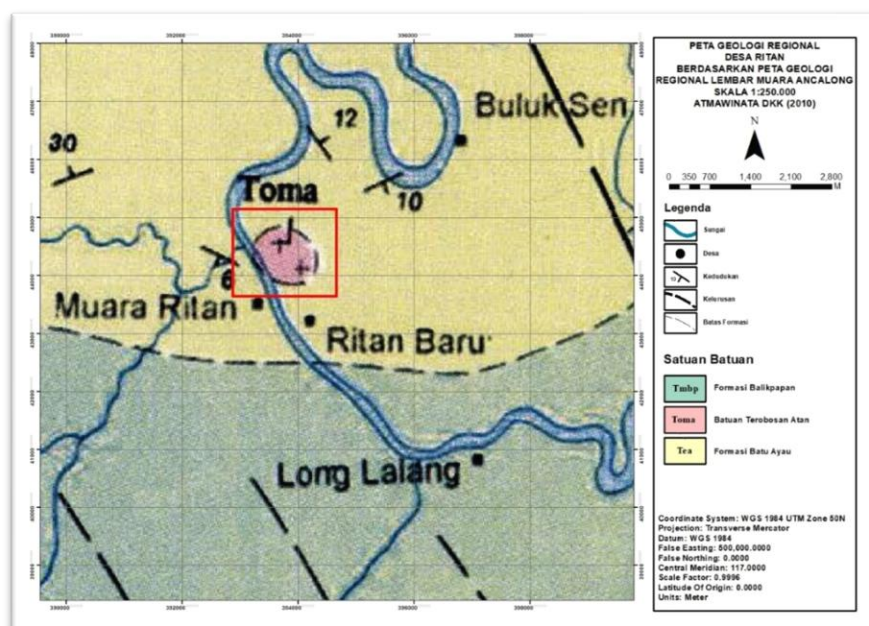 390000 392000 394000 396000 398000
12
Buluk Sen
30
Toma
10
6
Muara Ritan
Ritan Baru
Long Lalang
PETA GEOLOGI REGIONAL
DESA RITAN
BERDASARKAN PETA GEOLOGI
REGIONAL LEMBAR MUARA ANCALONG
SKALA 1:250.000
ATMAWINATA DKK (2010)
N
0 350 700 1,400 2,100 2,800
M
Legenda
Sungai
Desa
Kedudukan
Kelurusan
Batas Formasi
Satuan Batuan
Tmbp Formasi Balikpapan
Toma Batuan Terobosan Atan
Tea Formasi Batu Ayau
Coordinate System: WGS 1984 UTM Zone 50N
Projection: Transverse Mercator
Datum: WGS 1984
False Easting: 500,000.0000
False Northing: 0.0000
Central Meridian: 117.0000
Scale Factor: 0.9996
Latitude Of Origin: 0.0000
Units: Meter